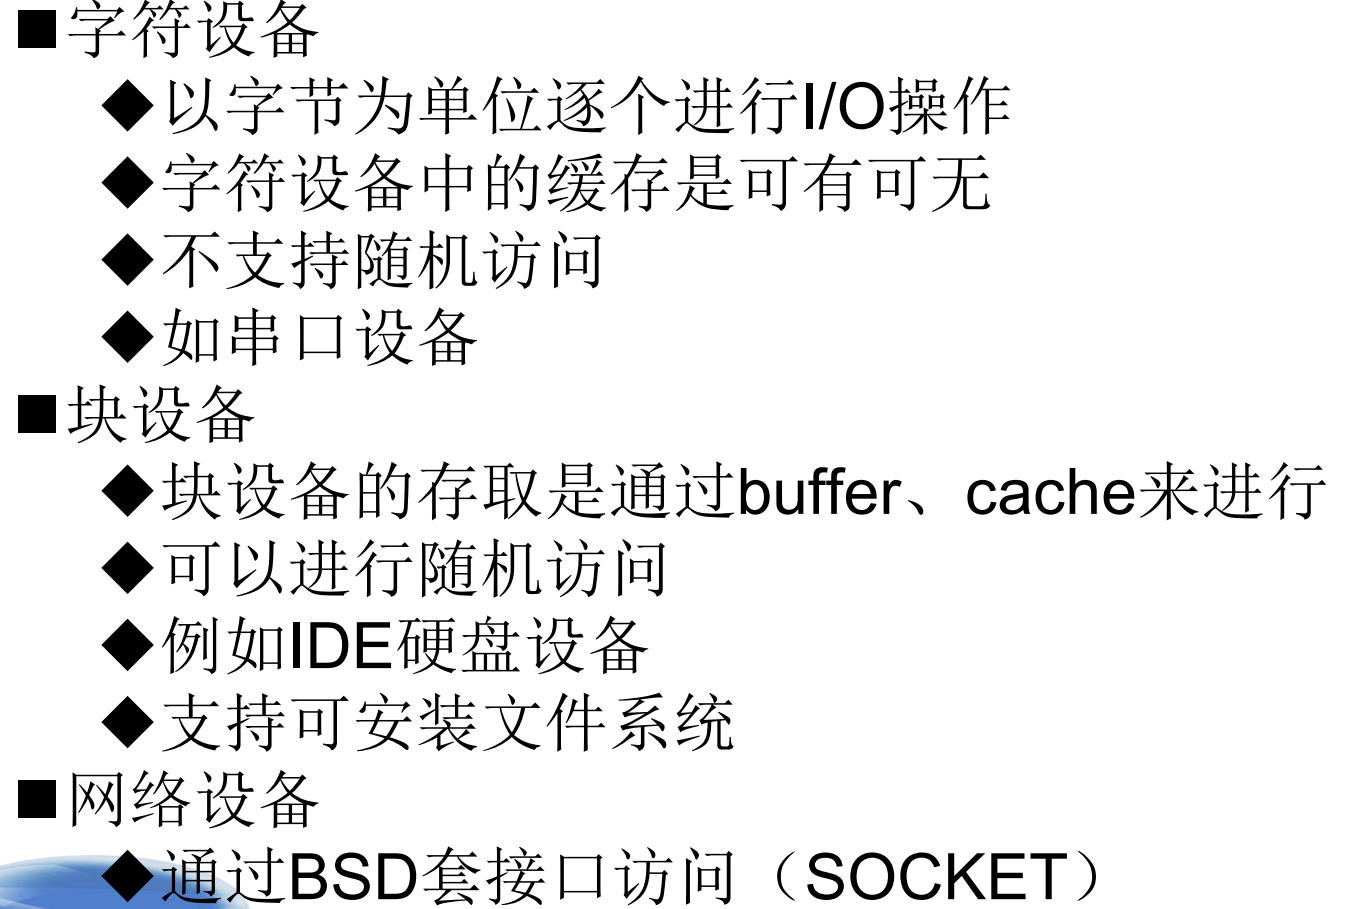 ■字符设备
◆以字节为单位逐个进行I/O操作
◆字符设备中的缓存是可有可无
◆不支持随机访问
◆如串口设备
■块设备
◆块设备的存取是通过buffer、cache来进行
◆可以进行随机访问
◆例如IDE硬盘设备
◆支持可安装文件系统
■网络设备
◆通过BSD套接口访问（SOCKET）